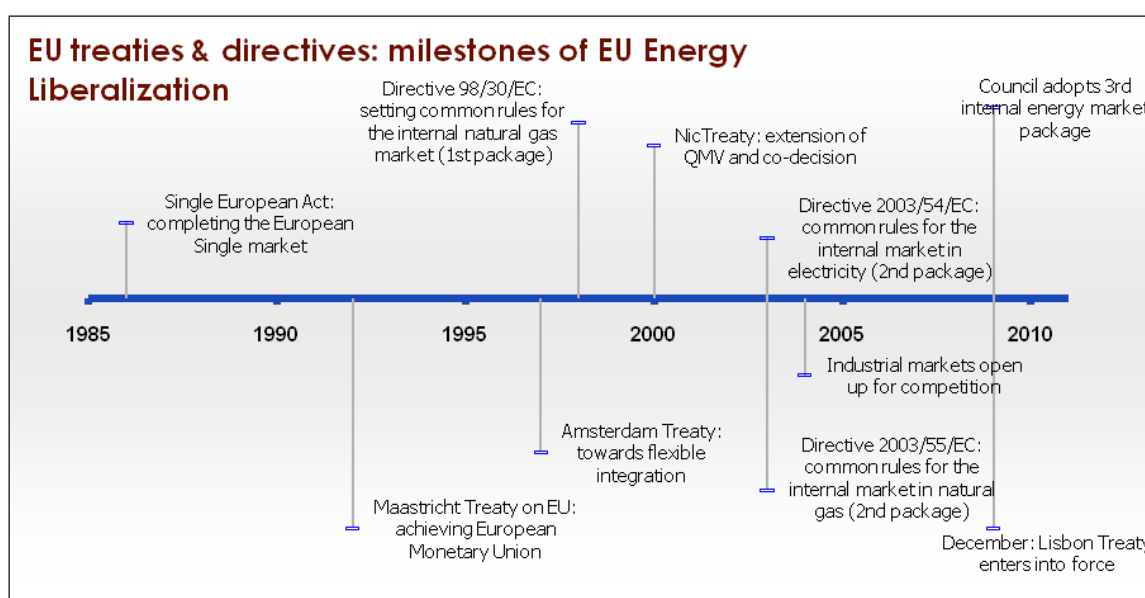 EU treaties & directives: milestones of EU Energy
Liberalization
Directive 98/30/EC:
setting common rules for
the internal natural gas
market (1st package)
Council adopts 3rd
internal energy market
package
NicTreaty: extension of
QMV and co-decision
Single European Act:
completing the European
Single market
Directive 2003/54/EC:
common rules for the
internal market in
electricity (2nd package)
1985
1990
1995
2000
2005
2010
Industrial markets open
up for competition
Amsterdam Treaty:
towards flexible
integration
Directive 2003/55/EC:
common rules for the
internal market in natural
gas (2nd package)
Maastricht Treaty on EU:
achieving European
Monetary Union
December: Lisbon Treaty
enters into force